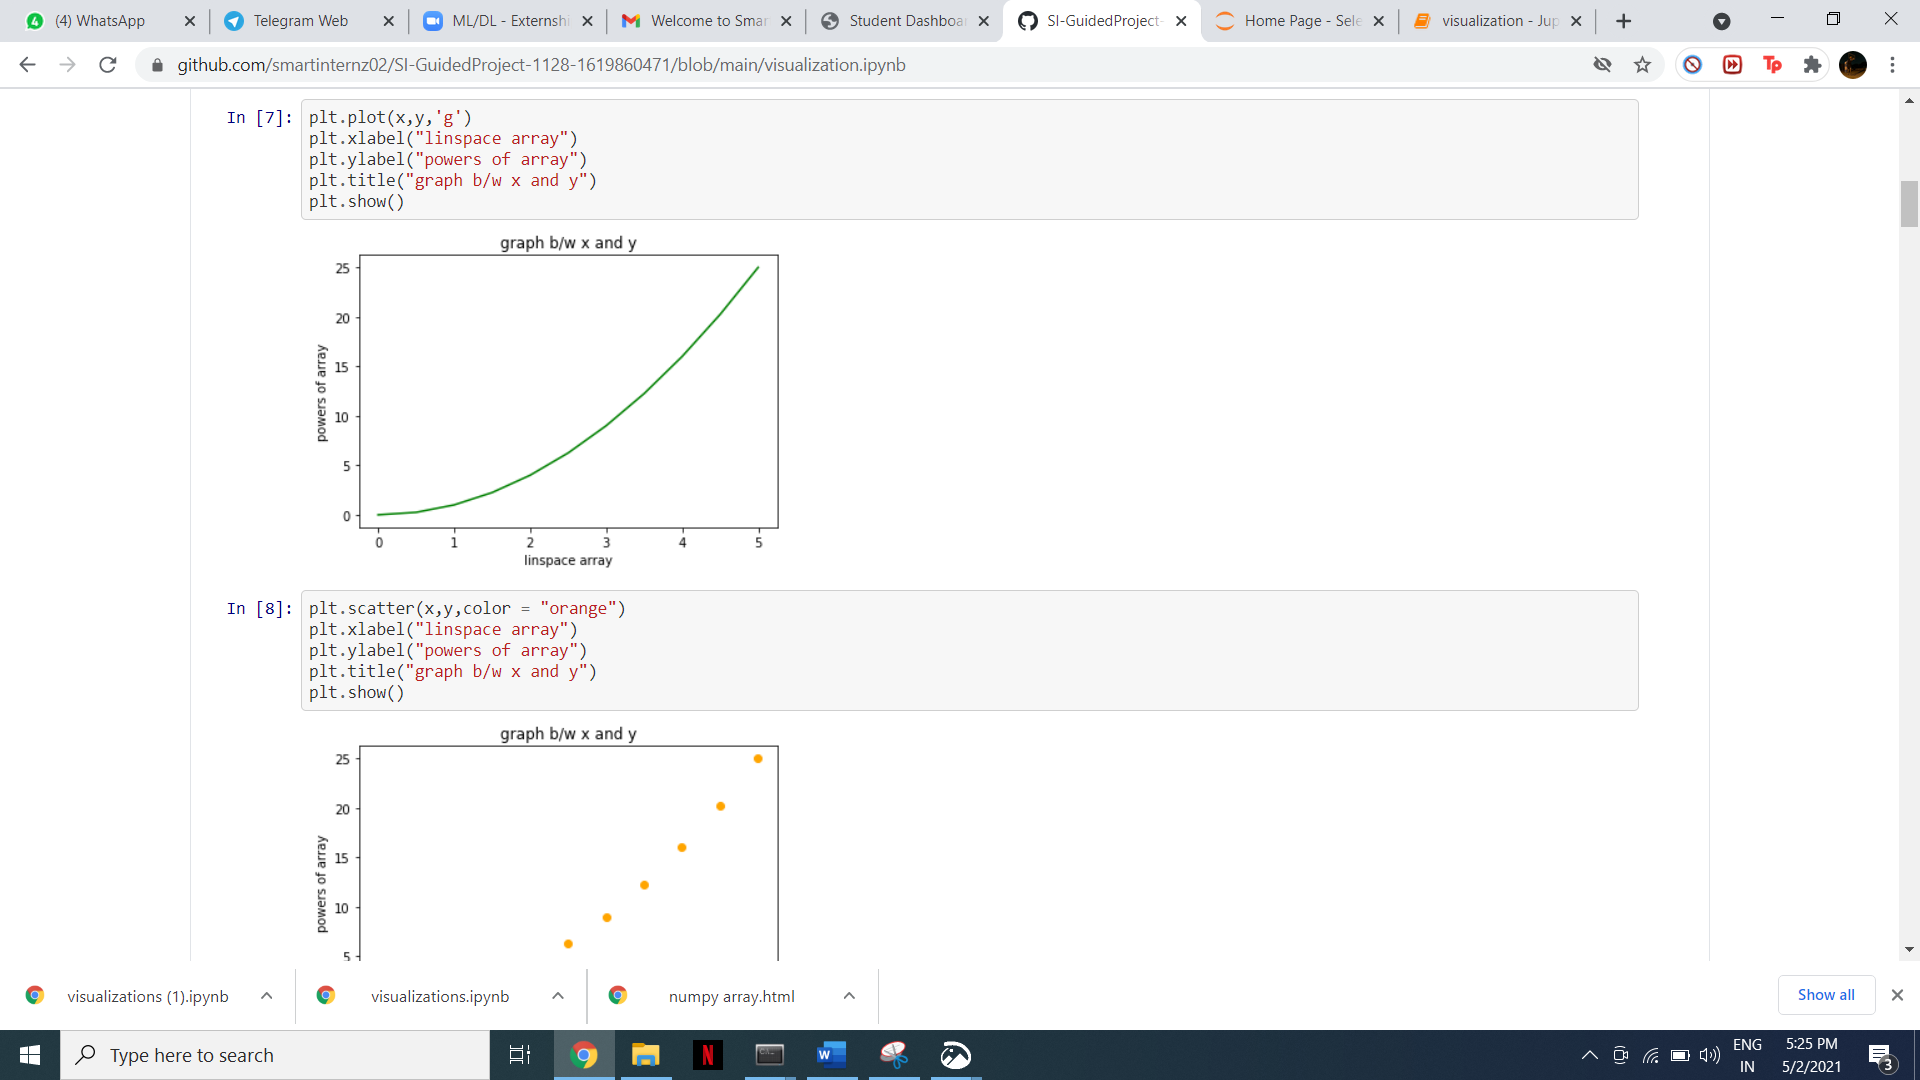 (4) WhatsApp
Telegram Web
ML/DL - Externshi
Welcome to Smar
Student Dashboar
SI-GuidedProject-
Home Page - Sele
visualization - Jup
github.com/smartinternz02/SI-GuidedProject-1128-1619860471/blob/main/visualization.ipynb
Tp
In [7]:
plt.plot(x,y,'g')
plt.xlabel("linspace array")
plt.ylabel("powers of array")
plt.title("graph b/w x and y")
plt.show()
graph b/w x and y
25
20
15
10
5
0
powers of array
0 1 2 3 4 5
linspace array
In [8]:
plt.scatter(x,y,color = "orange")
plt.xlabel("linspace array")
plt.ylabel("powers of array")
plt.title("graph b/w x and y")
plt.show()
graph b/w x and y
25
20
15
10
5
powers of array
visualizations (1).ipynb
visualizations.ipynb
numpy array.html
Show all
Type here to search
N
W
ENG
IN
5:25 PM
5/2/2021
3